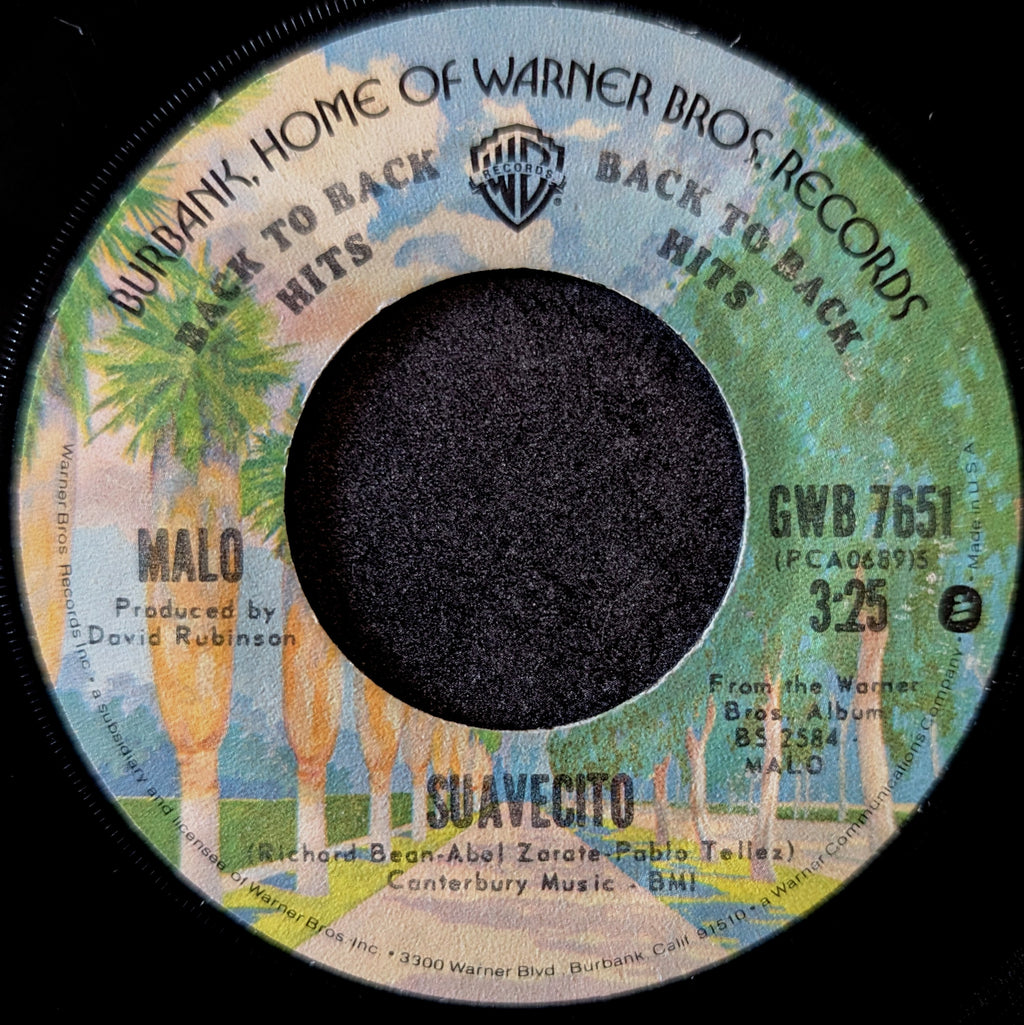 BURBANK, HOME OF WARNER BROS. RECORDS
BACK TO BACK
HITS
WB
RECORDS
®
BACK TO BACK
HITS
MALO
Produced by
David Rubinson
GWB 7651
(PCA0689)S
3:25
From the Warner
Bros. Album
BS 2584 -
MALO
SUAVECITO
(Richard Bean-Abel Zarate-Pablo Tellez)
Canterbury Music - BMI
Warner Bros. Records Inc. • a subsidiary and licensee of Warner Bros. Inc. • 3300 Warner Blvd., Burbank, Calif. 91510 • a Warner Communications Company • Made in U.S.A.